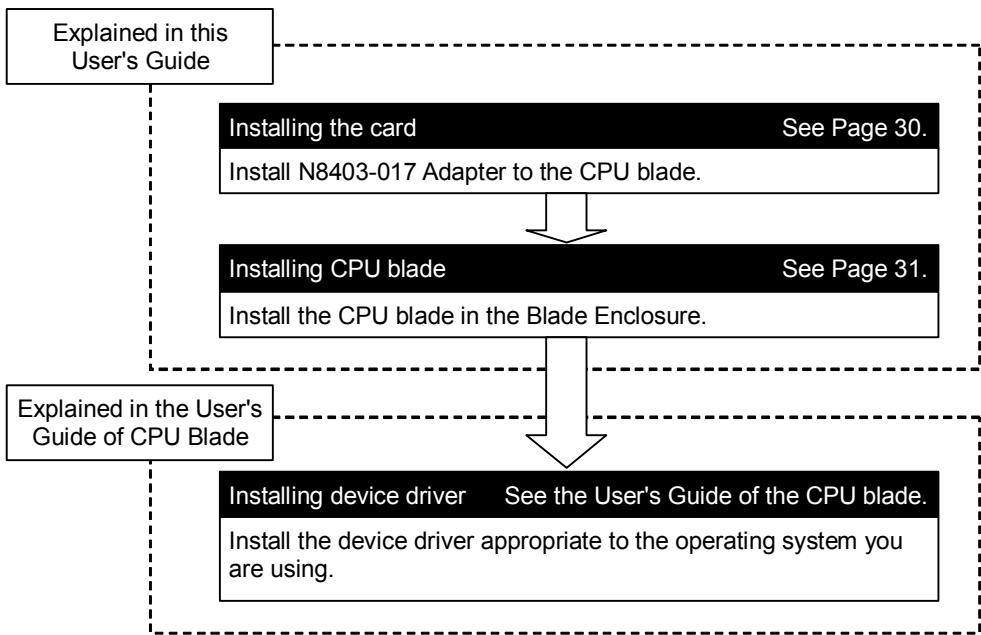 Explained in this
User's Guide
Installing the card See Page 30.
Install N8403-017 Adapter to the CPU blade.
Installing CPU blade See Page 31.
Install the CPU blade in the Blade Enclosure.
Explained in the User's
Guide of CPU Blade
Installing device driver See the User's Guide of the CPU blade.
Install the device driver appropriate to the operating system you
are using.